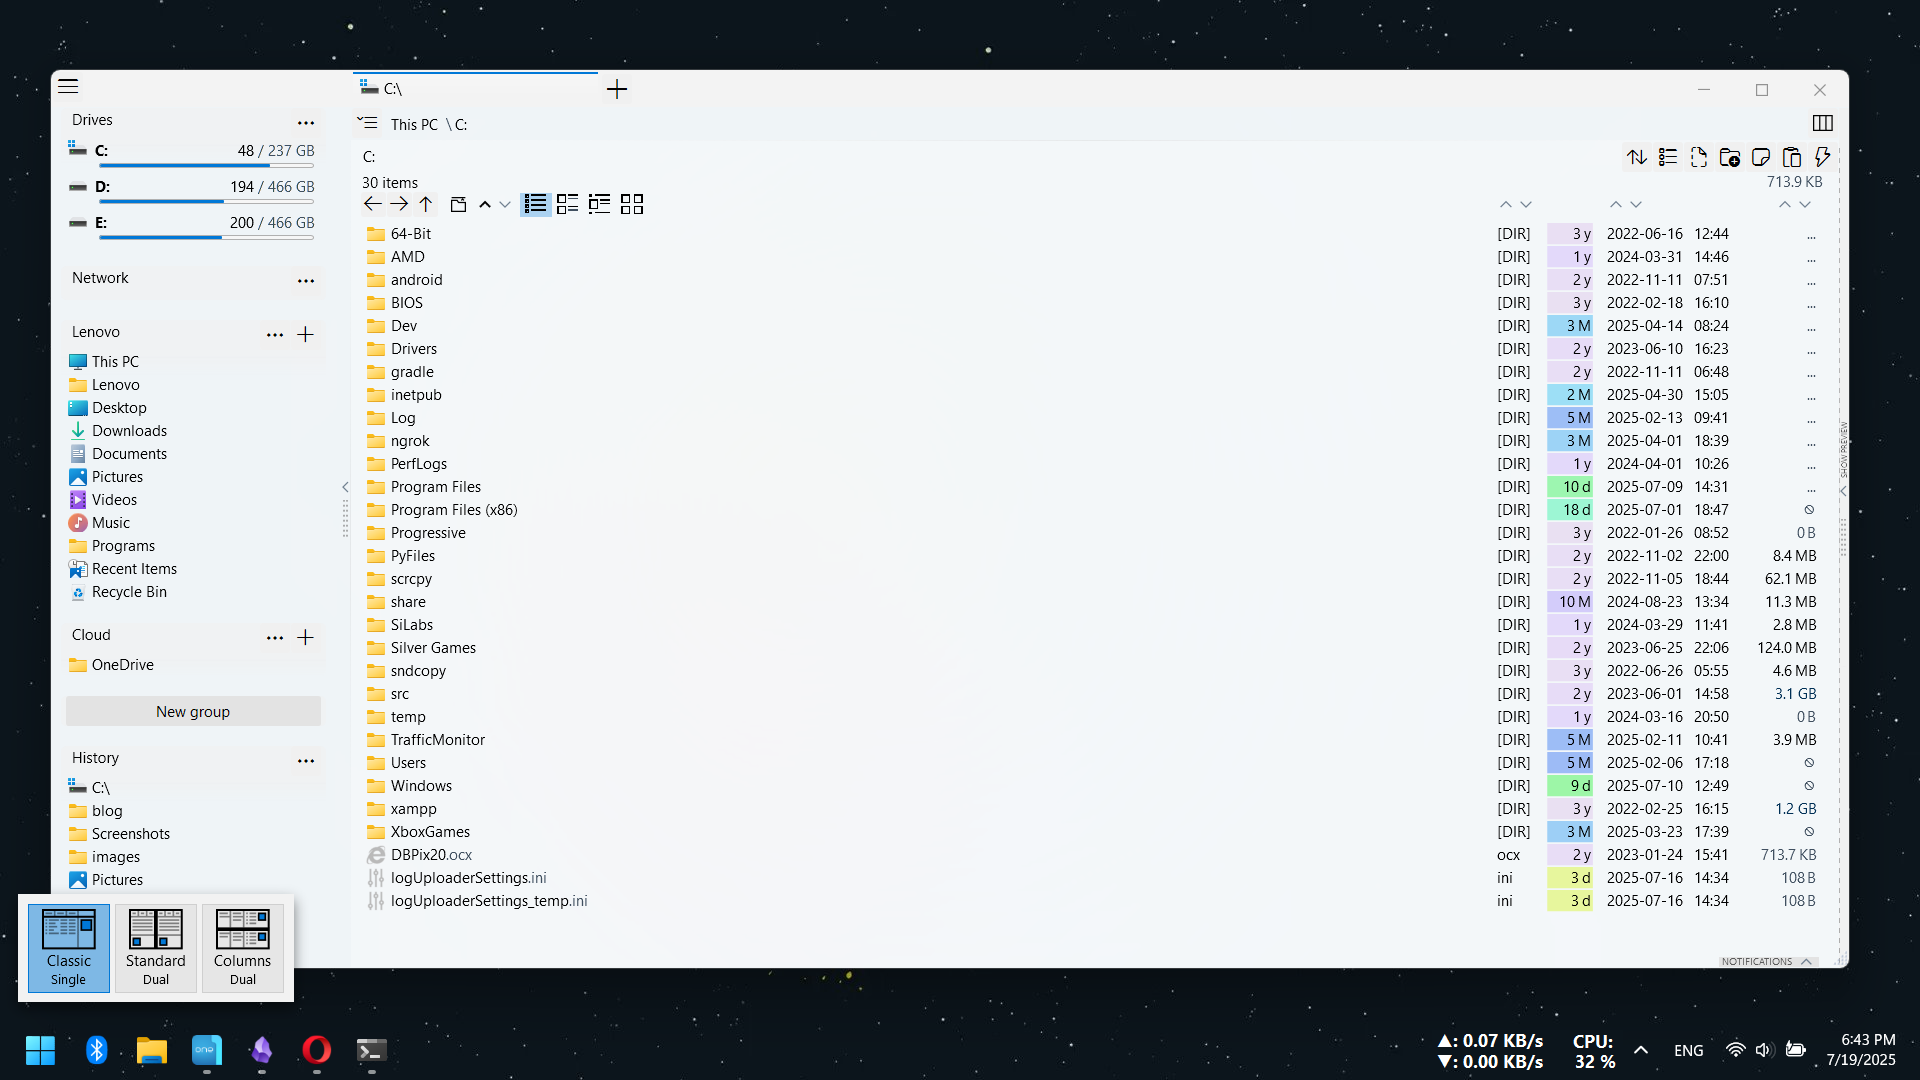 C:\
Drives
C: 48 / 237 GB
D: 194 / 466 GB
E: 200 / 466 GB
Network
Lenovo
This PC
Lenovo
Desktop
Downloads
Documents
Pictures
Videos
Music
Programs
Recent Items
Recycle Bin
Cloud
OneDrive
New group
History
C:\
blog
Screenshots
images
Pictures
Classic
Single
Standard
Dual
Columns
Dual
This PC \ C:
C:
30 items
713.9 KB
64-Bit [DIR] 3 y 2022-06-16 12:44 ...
AMD [DIR] 1 y 2024-03-31 14:46 ...
android [DIR] 2 y 2022-11-11 07:51 ...
BIOS [DIR] 3 y 2022-02-18 16:10 ...
Dev [DIR] 3 M 2025-04-14 08:24 ...
Drivers [DIR] 2 y 2023-06-10 16:23 ...
gradle [DIR] 2 y 2022-11-11 06:48 ...
inetpub [DIR] 2 M 2025-04-30 15:05 ...
Log [DIR] 5 M 2025-02-13 09:41 ...
ngrok [DIR] 3 M 2025-04-01 18:39 ...
PerfLogs [DIR] 1 y 2024-04-01 10:26 ...
Program Files [DIR] 10 d 2025-07-09 14:31 ...
Program Files (x86) [DIR] 18 d 2025-07-01 18:47
Progressive [DIR] 3 y 2022-01-26 08:52 0 B
PyFiles [DIR] 2 y 2022-11-02 22:00 8.4 MB
scrcpy [DIR] 2 y 2022-11-05 18:44 62.1 MB
share [DIR] 10 M 2024-08-23 13:34 11.3 MB
SiLabs [DIR] 1 y 2024-03-29 11:41 2.8 MB
Silver Games [DIR] 2 y 2023-06-25 22:06 124.0 MB
sndcopy [DIR] 3 y 2022-06-26 05:55 4.6 MB
src [DIR] 2 y 2023-06-01 14:58 3.1 GB
temp [DIR] 1 y 2024-03-16 20:50 0 B
TrafficMonitor [DIR] 5 M 2025-02-11 10:41 3.9 MB
Users [DIR] 5 M 2025-02-06 17:18
Windows [DIR] 9 d 2025-07-10 12:49
xampp [DIR] 3 y 2022-02-25 16:15 1.2 GB
XboxGames [DIR] 3 M 2025-03-23 17:39
DBPix20.ocx ocx 2 y 2023-01-24 15:41 713.7 KB
logUploaderSettings.ini ini 3 d 2025-07-16 14:34 108 B
logUploaderSettings_temp.ini ini 3 d 2025-07-16 14:34 108 B
SHOW PREVIEW
NOTIFICATIONS
one
▲: 0.07 KB/s
▼: 0.00 KB/s
CPU:
32 %
ENG
6:43 PM
7/19/2025